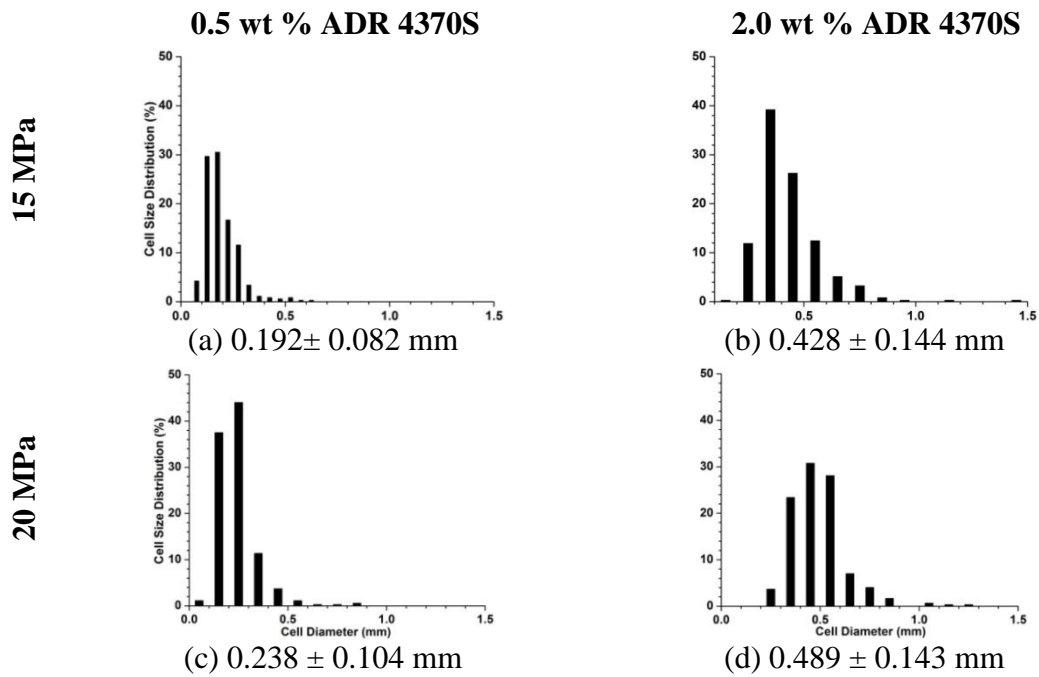 0.5 wt % ADR 4370S
2.0 wt % ADR 4370S
15 MPa
Cell Size Distribution (%)
50
40
30
20
10
0
0.0 0.5 1.0 1.5
(a) 0.192± 0.082 mm
50
40
30
20
10
0
0.5 1.0 1.5
(b) 0.428 ± 0.144 mm
20 MPa
Cell Size Distribution (%)
50
40
30
20
10
0
0.0 0.5 1.0 1.5
Cell Diameter (mm)
(c) 0.238 ± 0.104 mm
50
40
30
20
10
0
0.0 0.5 1.0 1.5
Cell Diameter (mm)
(d) 0.489 ± 0.143 mm